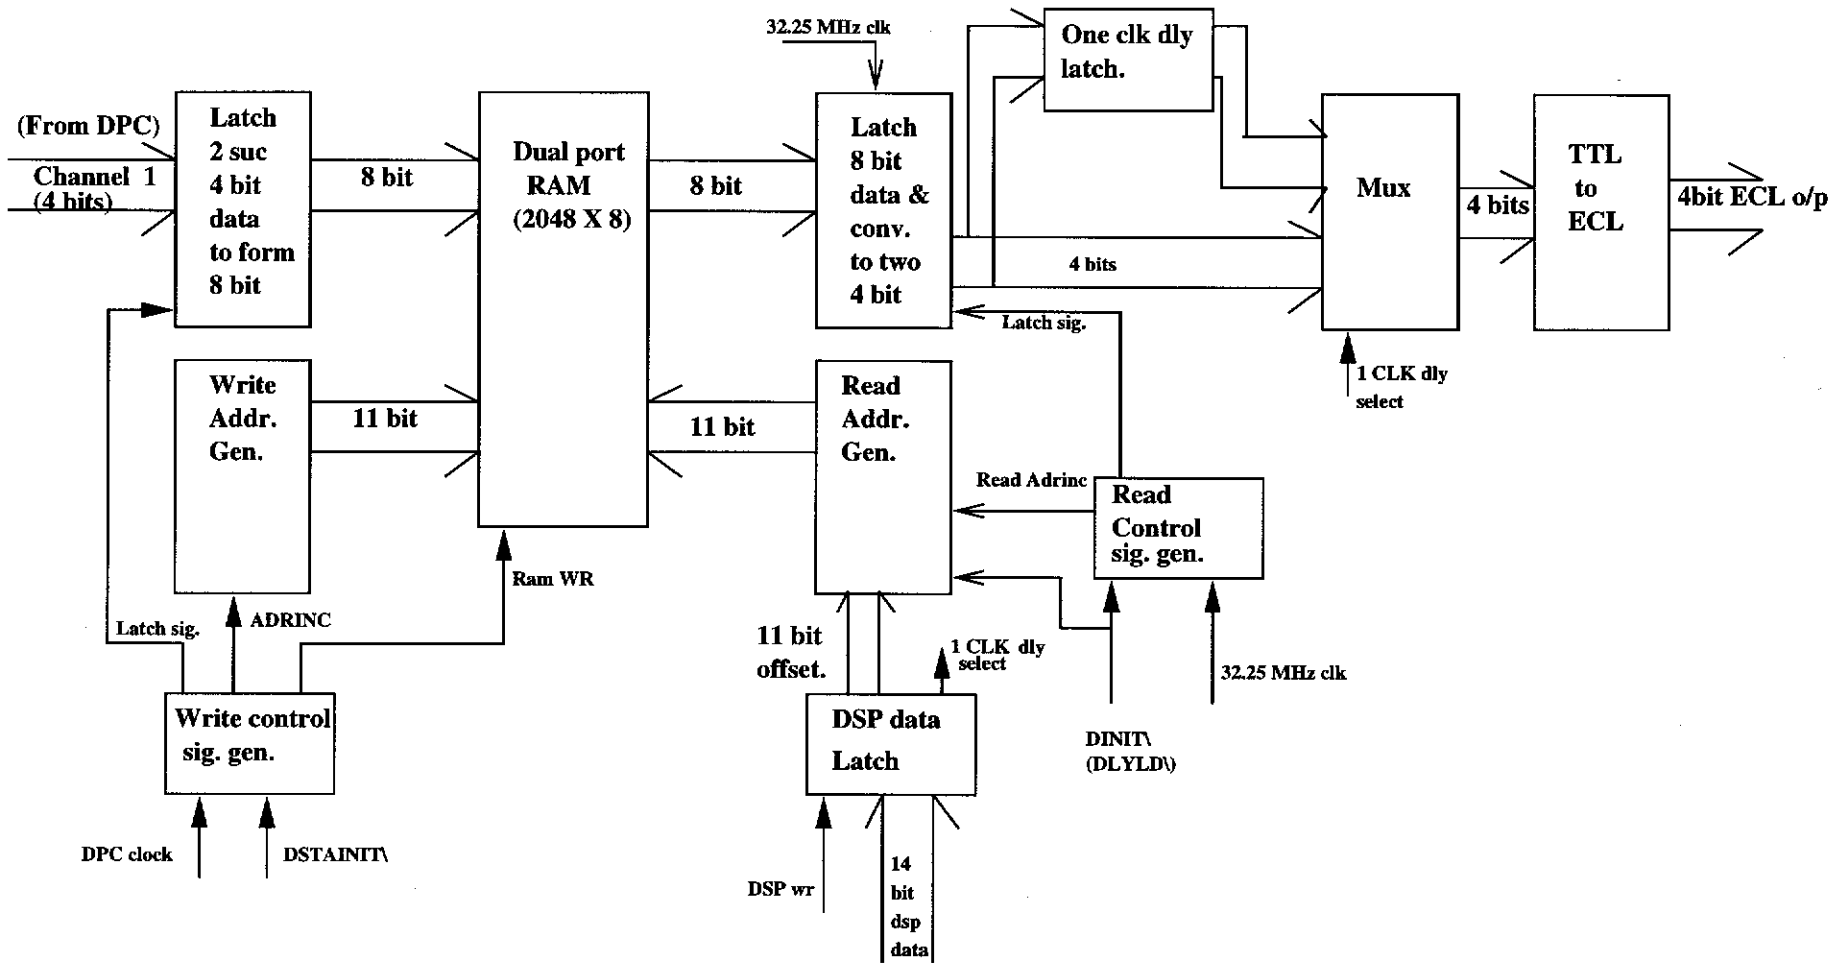 32.25 MHz clk
One clk dly
latch.
(From DPC)
Channel 1
(4 bits)
Latch
2 suc
4 bit
data
to form
8 bit
8 bit
Dual port
RAM
(2048 X 8)
8 bit
Latch
8 bit
data &
conv.
to two
4 bit
4 bits
Mux
4 bits
TTL
to
ECL
4bit ECL o/p
Latch sig.
1 CLK dly
select
Write
Addr.
Gen.
11 bit
11 bit
Read
Addr.
Gen.
Read Adrinc
Read
Control
sig. gen.
Ram WR
Latch sig.
ADRINC
11 bit
offset.
1 CLK dly
select
32.25 MHz clk
Write control
sig. gen.
DSP data
Latch
DINIT\
(DLYLD\)
DPC clock
DSTAINIT\
DSP wr
14
bit
dsp
data